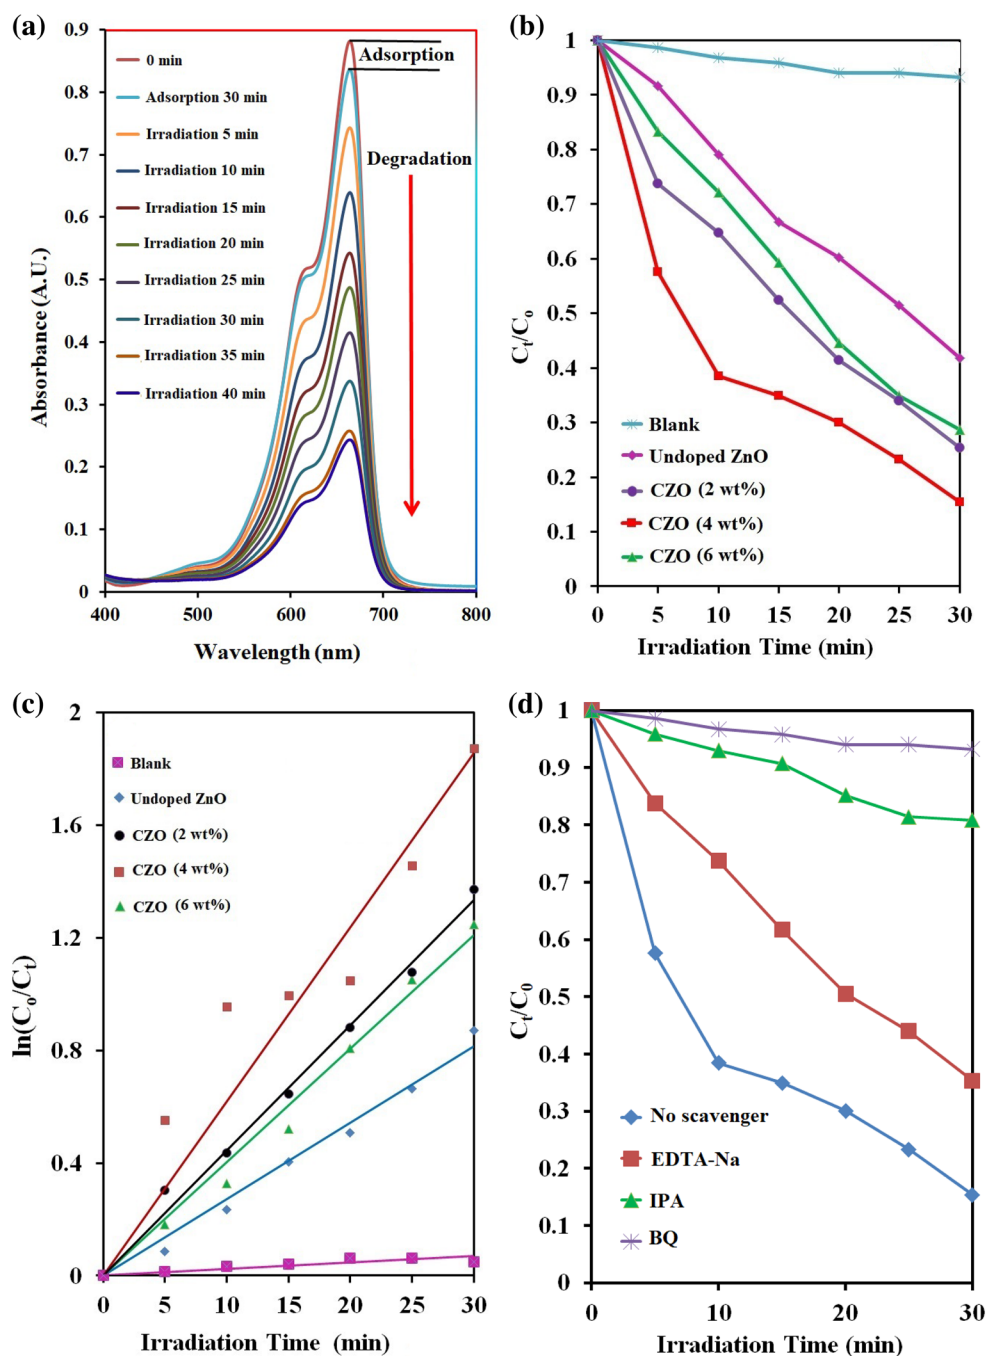 (a)
0.9
0.8
0.7
0.6
0.5
0.4
0.3
0.2
0.1
0
Absorbance (A.U.)
0 min
Adsorption 30 min
Irradiation 5 min
Irradiation 10 min
Irradiation 15 min
Irradiation 20 min
Irradiation 25 min
Irradiation 30 min
Irradiation 35 min
Irradiation 40 min
Adsorption
Degradation
400 500 600 700 800
Wavelength (nm)
(b)
1
0.9
0.8
0.7
0.6
0.5
0.4
0.3
0.2
0.1
0
Ct/Co
Blank
Undoped ZnO
CZO (2 wt%)
CZO (4 wt%)
CZO (6 wt%)
0 5 10 15 20 25 30
Irradiation Time (min)
(c)
2
1.6
1.2
0.8
0.4
0
ln(Co/Ct)
Blank
Undoped ZnO
CZO (2 wt%)
CZO (4 wt%)
CZO (6 wt%)
0 5 10 15 20 25 30
Irradiation Time (min)
(d)
1
0.9
0.8
0.7
0.6
0.5
0.4
0.3
0.2
0.1
0
Ct/C0
No scavenger
EDTA-Na
IPA
BQ
0 10 20 30
Irradiation Time (min)